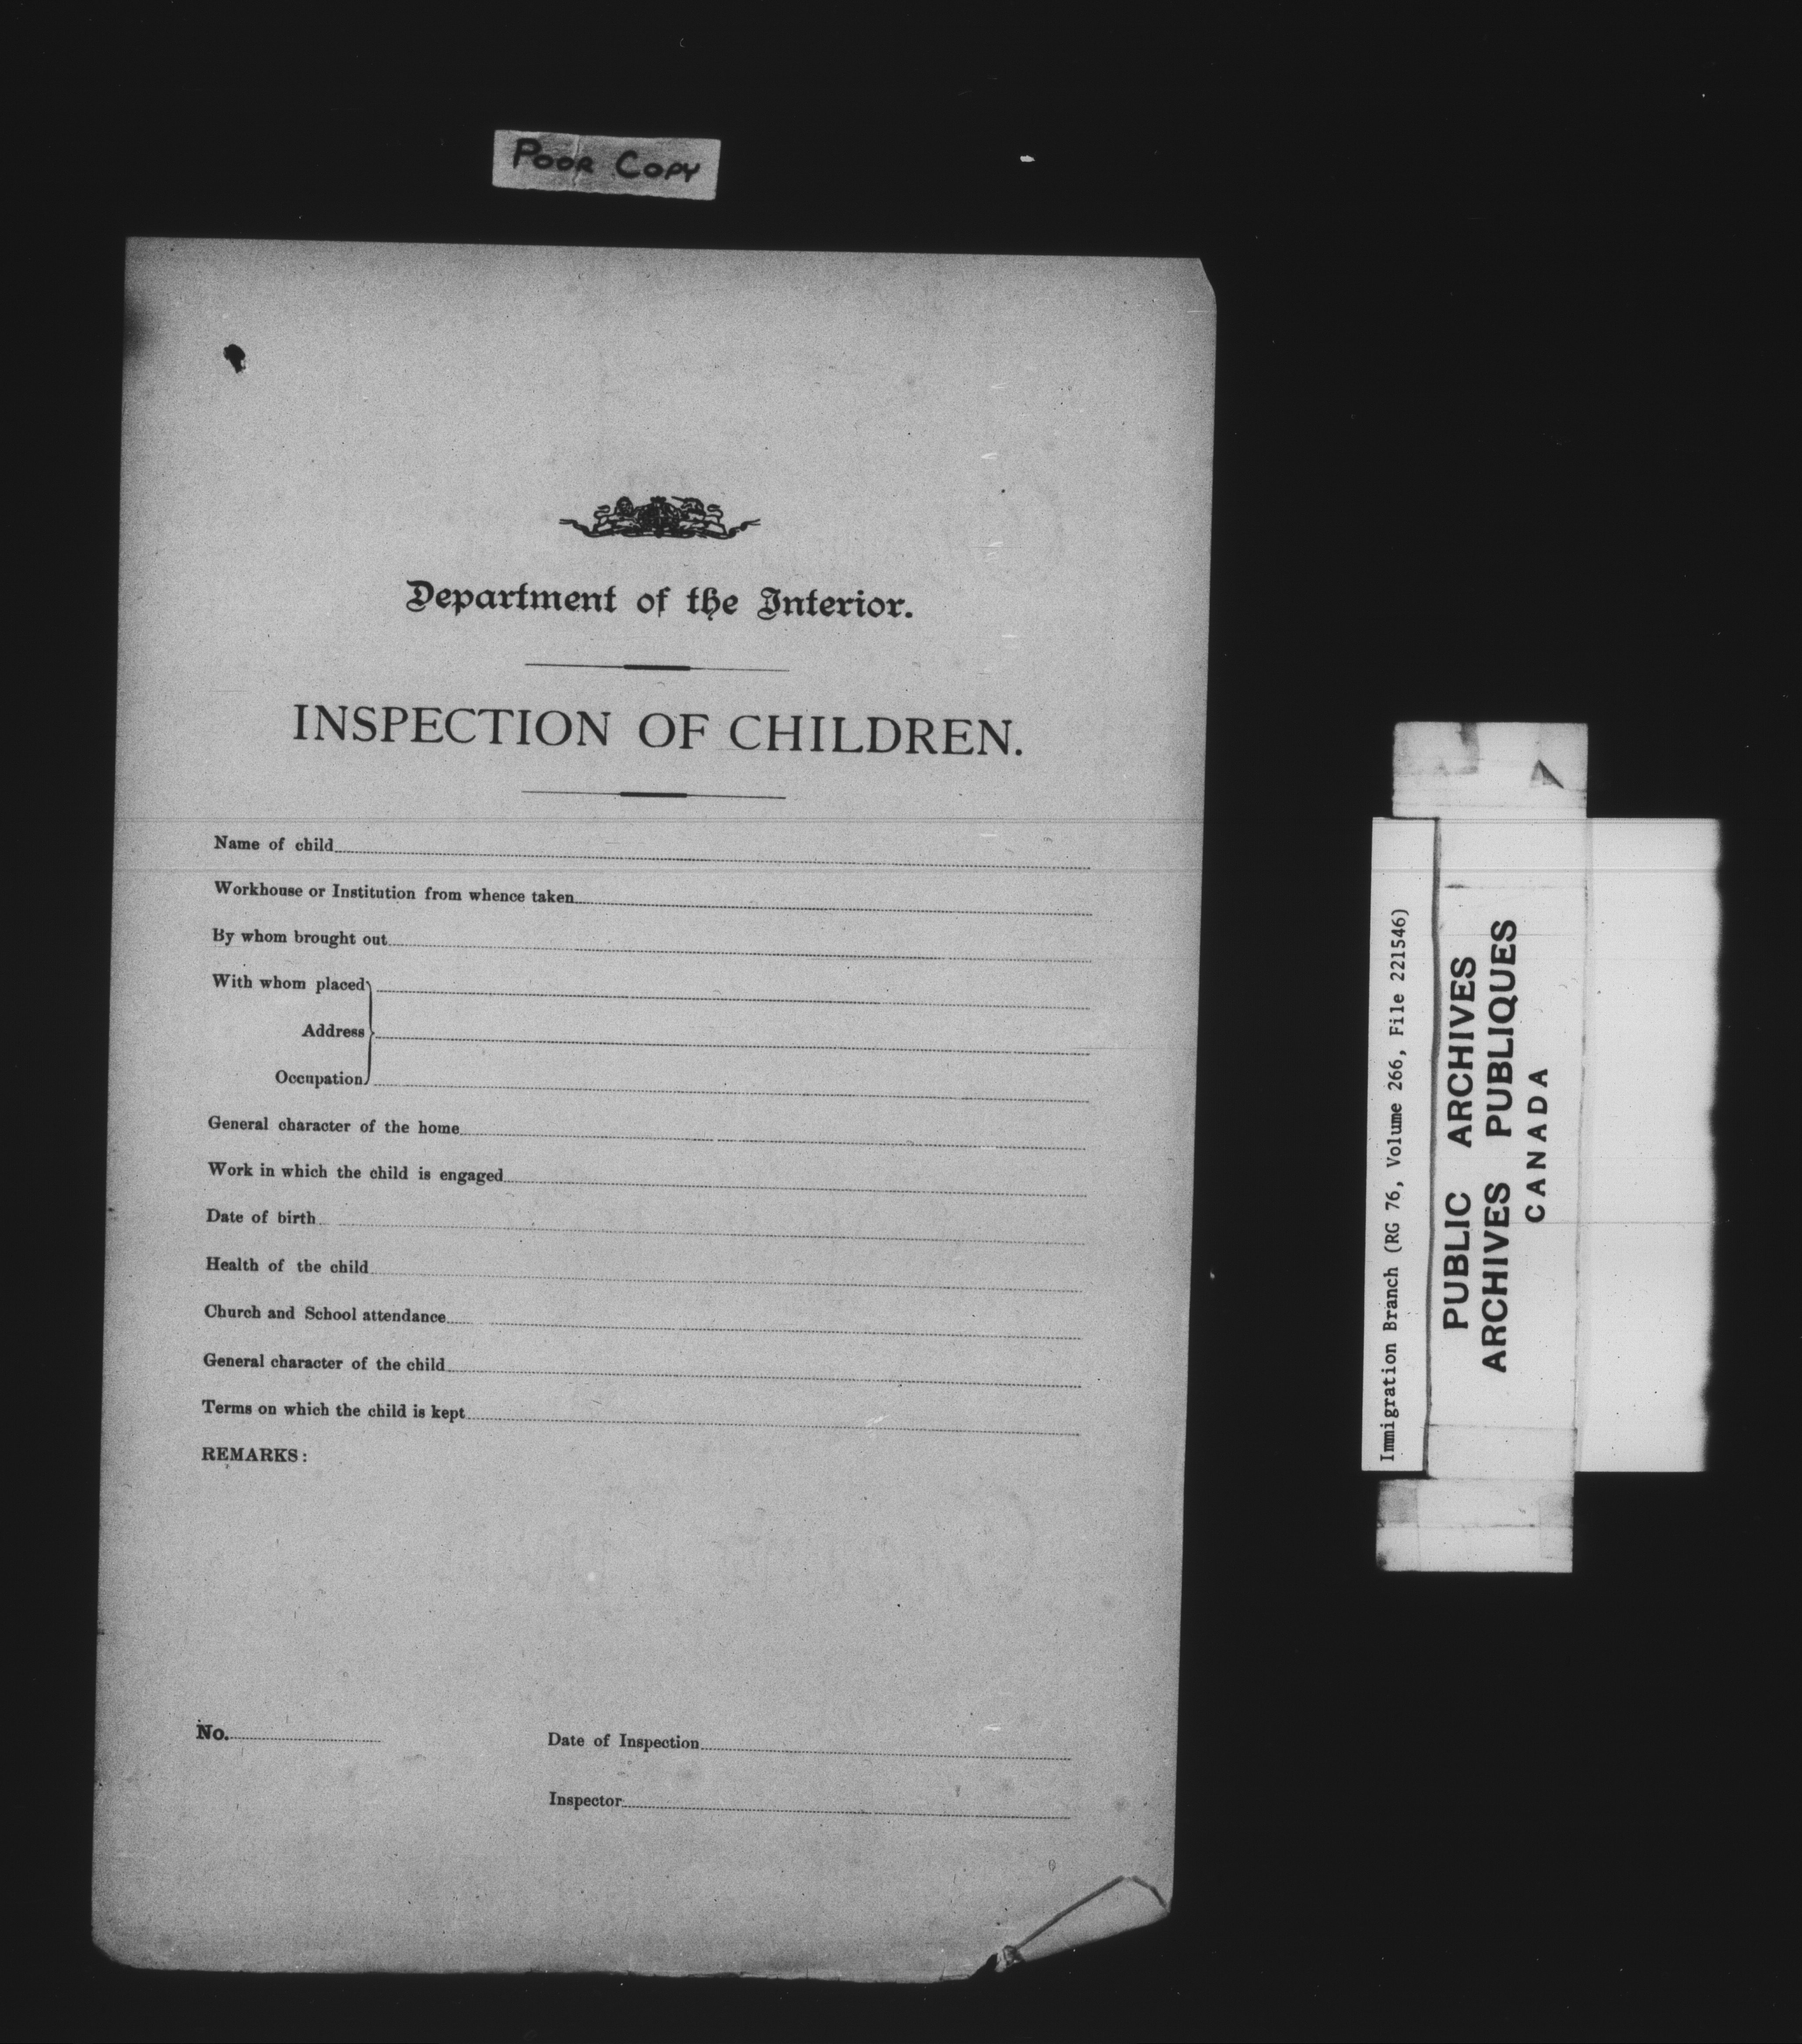 POOR COPY
Department of the Interior.
INSPECTION OF CHILDREN.
Name of child
Workhouse or Institution from whence taken
By whom brought out
With whom placed
Address
Occupation
General character of the home
Work in which the child is engaged
Date of birth
Health of the child
Church and School attendance
General character of the child
Terms on which the child is kept
REMARKS:
No.
Date of Inspection
Inspector
Immigration Branch (RG 76, Volume 266, File 221546)
PUBLIC ARCHIVES
ARCHIVES PUBLIQUES
CANADA